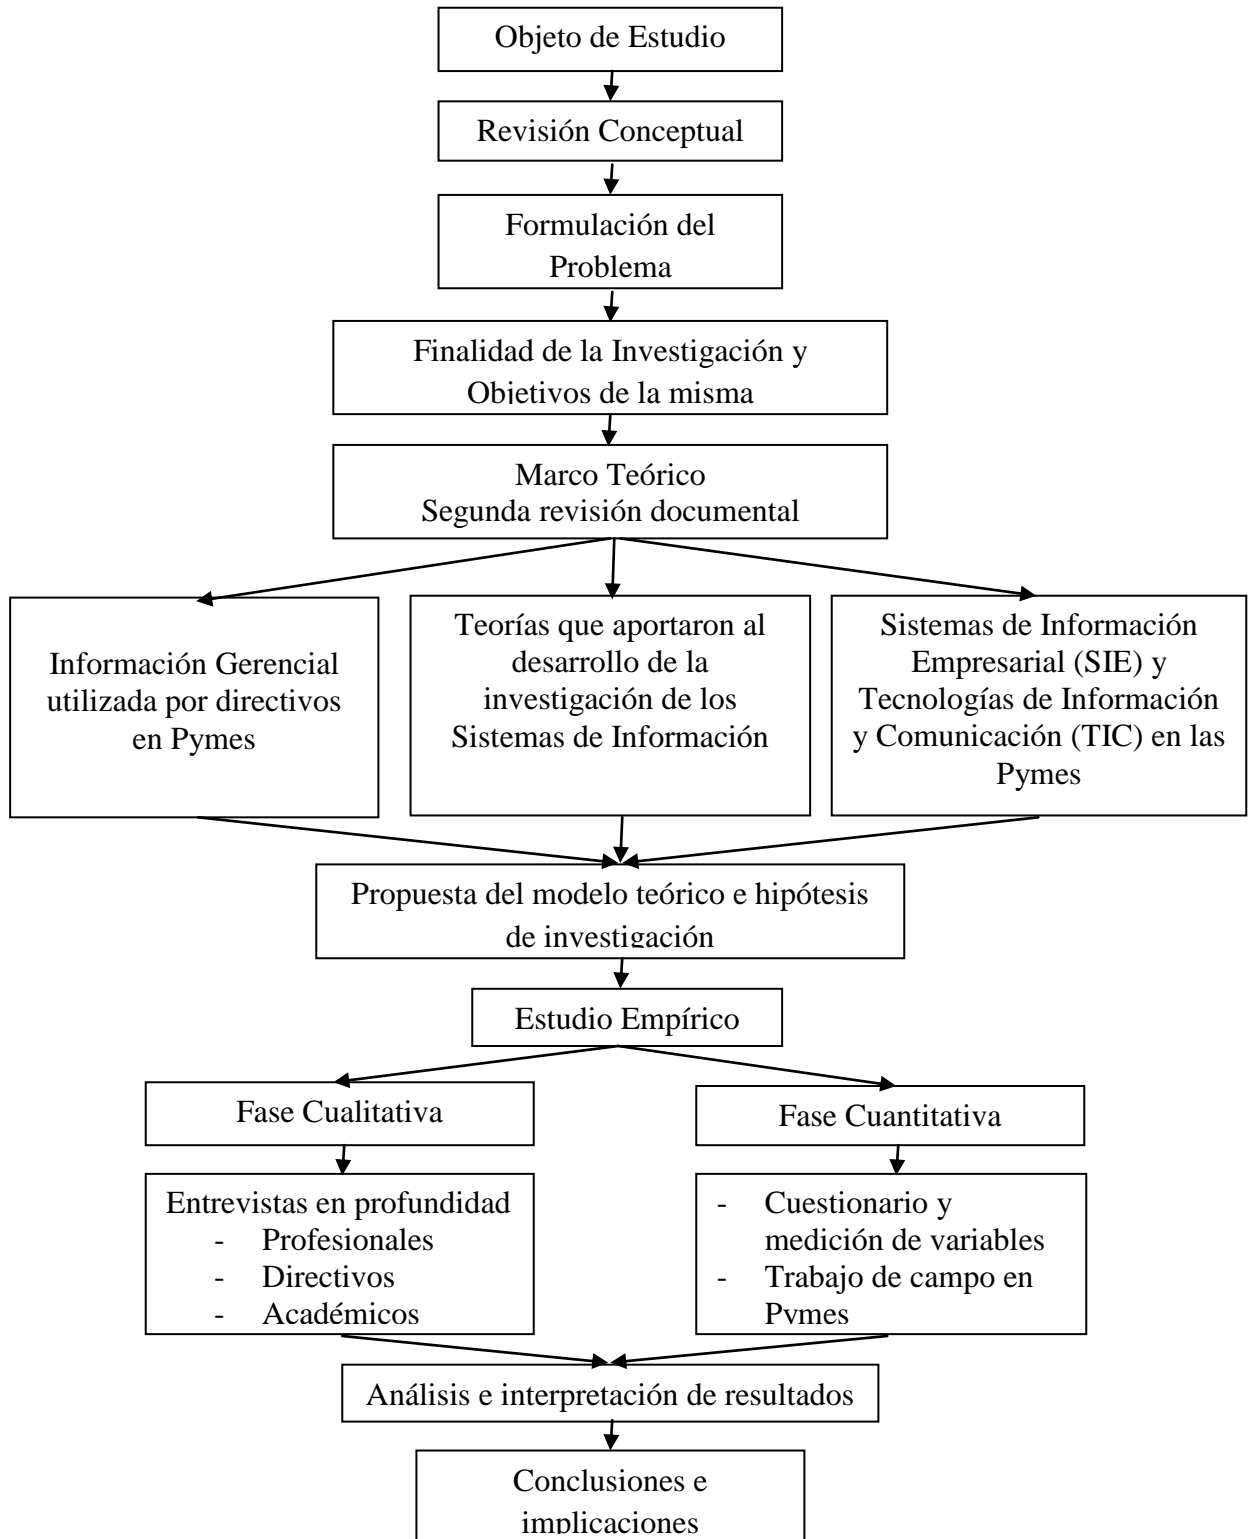 Objeto de Estudio
Revisión Conceptual
Formulación del
Problema
Finalidad de la Investigación y
Objetivos de la misma
Marco Teórico
Segunda revisión documental
Información Gerencial
utilizada por directivos
en Pymes
Teorías que aportaron al
desarrollo de la
investigación de los
Sistemas de Información
Sistemas de Información
Empresarial (SIE) y
Tecnologías de Información
y Comunicación (TIC) en las
Pymes
Propuesta del modelo teórico e hipótesis
de investigación
Estudio Empírico
Fase Cualitativa
Fase Cuantitativa
Entrevistas en profundidad
- Profesionales
- Directivos
- Académicos
- Cuestionario y
medición de variables
- Trabajo de campo en
Pymes
Análisis e interpretación de resultados
Conclusiones e
implicaciones